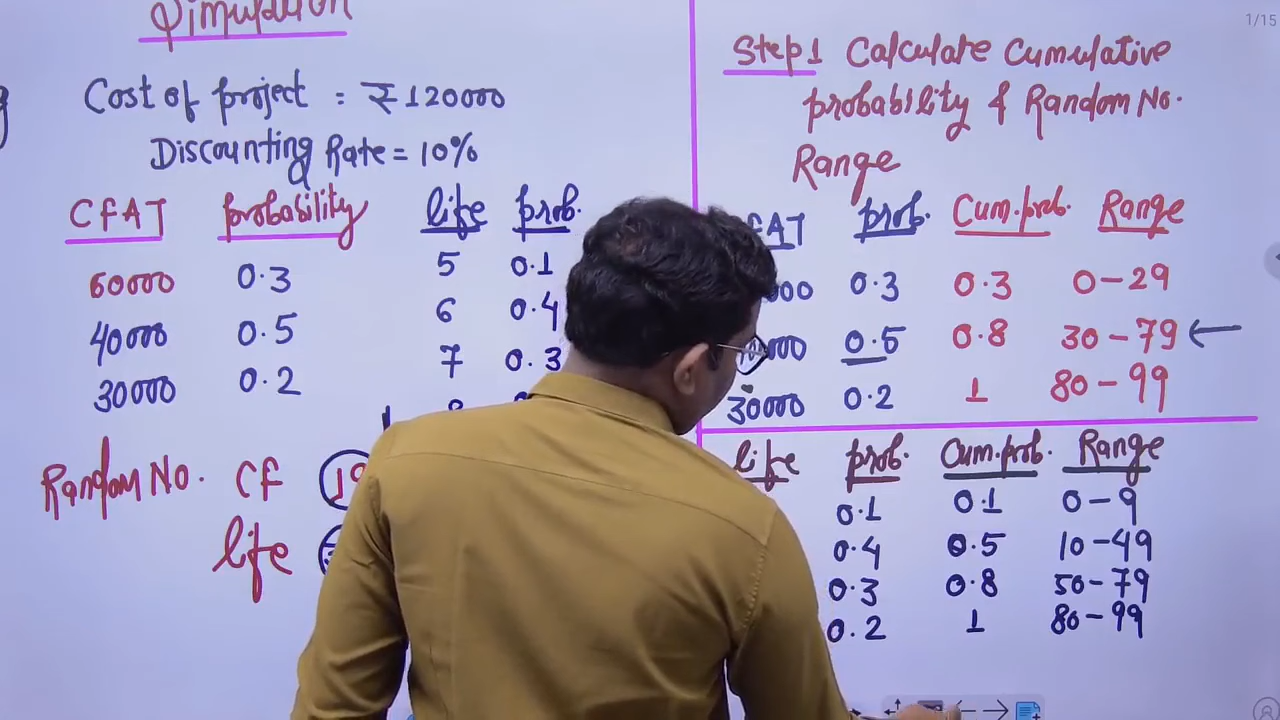 Simulation
Cost of project : ₹ 120000
Discounting Rate = 10%
CFAT probability life prob.
60000 0.3 5 0.1
40000 0.5 6 0.4
30000 0.2 7 0.3
Random No. CF 19
life
1/15
Step 1 Calculate Cumulative
probability & Random No.
Range
prob. Cum.prob. Range
0.3 0.3 0-29
0.5 0.8 30-79 ←
30000 0.2 1 80-99
life prob. Cum.prob. Range
0.1 0.1 0-9
0.4 0.5 10-49
0.3 0.8 50-79
0.2 1 80-99